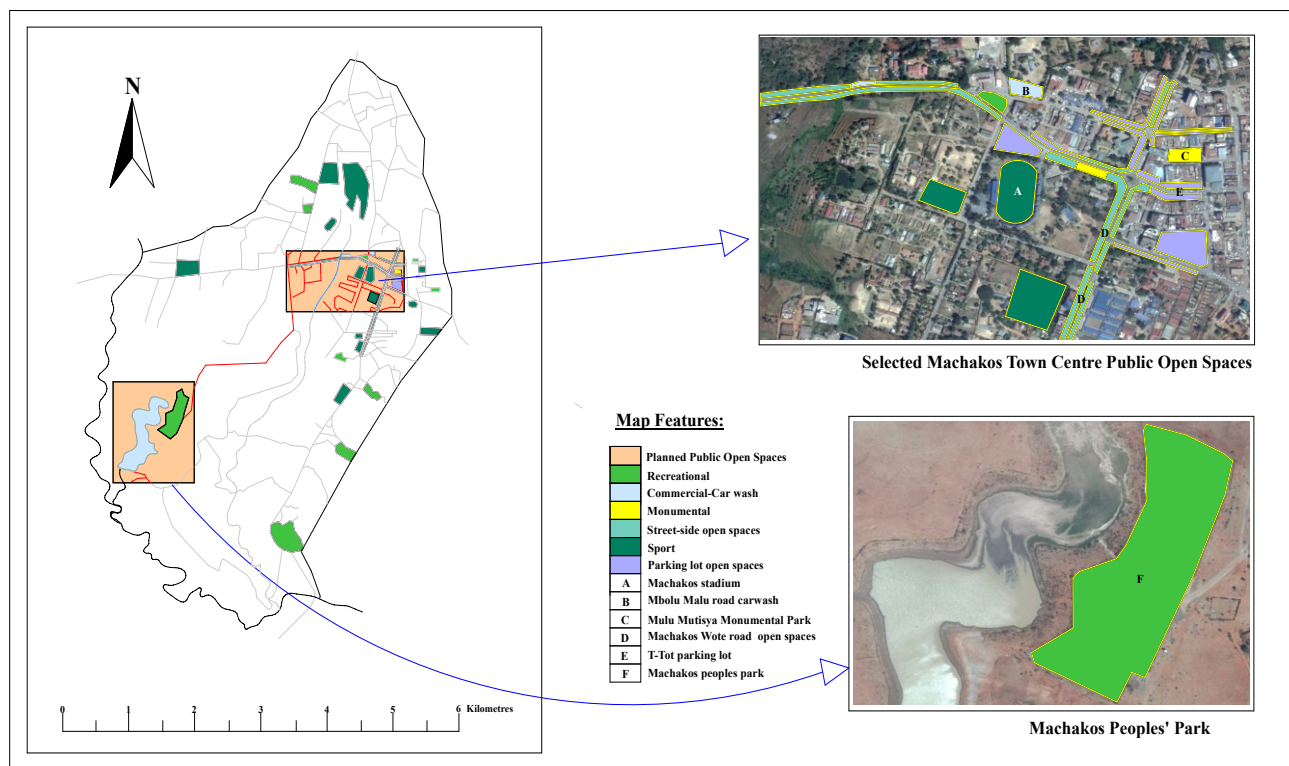 N
B
C
A
E
D
D
Selected Machakos Town Centre Public Open Spaces
Map Features:
Planned Public Open Spaces
Recreational
Commercial-Car wash
Monumental
Street-side open spaces
Sport
Parking lot open spaces
A Machakos stadium
B Mbolu Malu road carwash
C Mulu Mutisya Monumental Park
D Machakos Wote road open spaces
E T-Tot parking lot
F Machakos peoples park
F
Machakos Peoples' Park
0 1 2 3 4 5 6 Kilometres